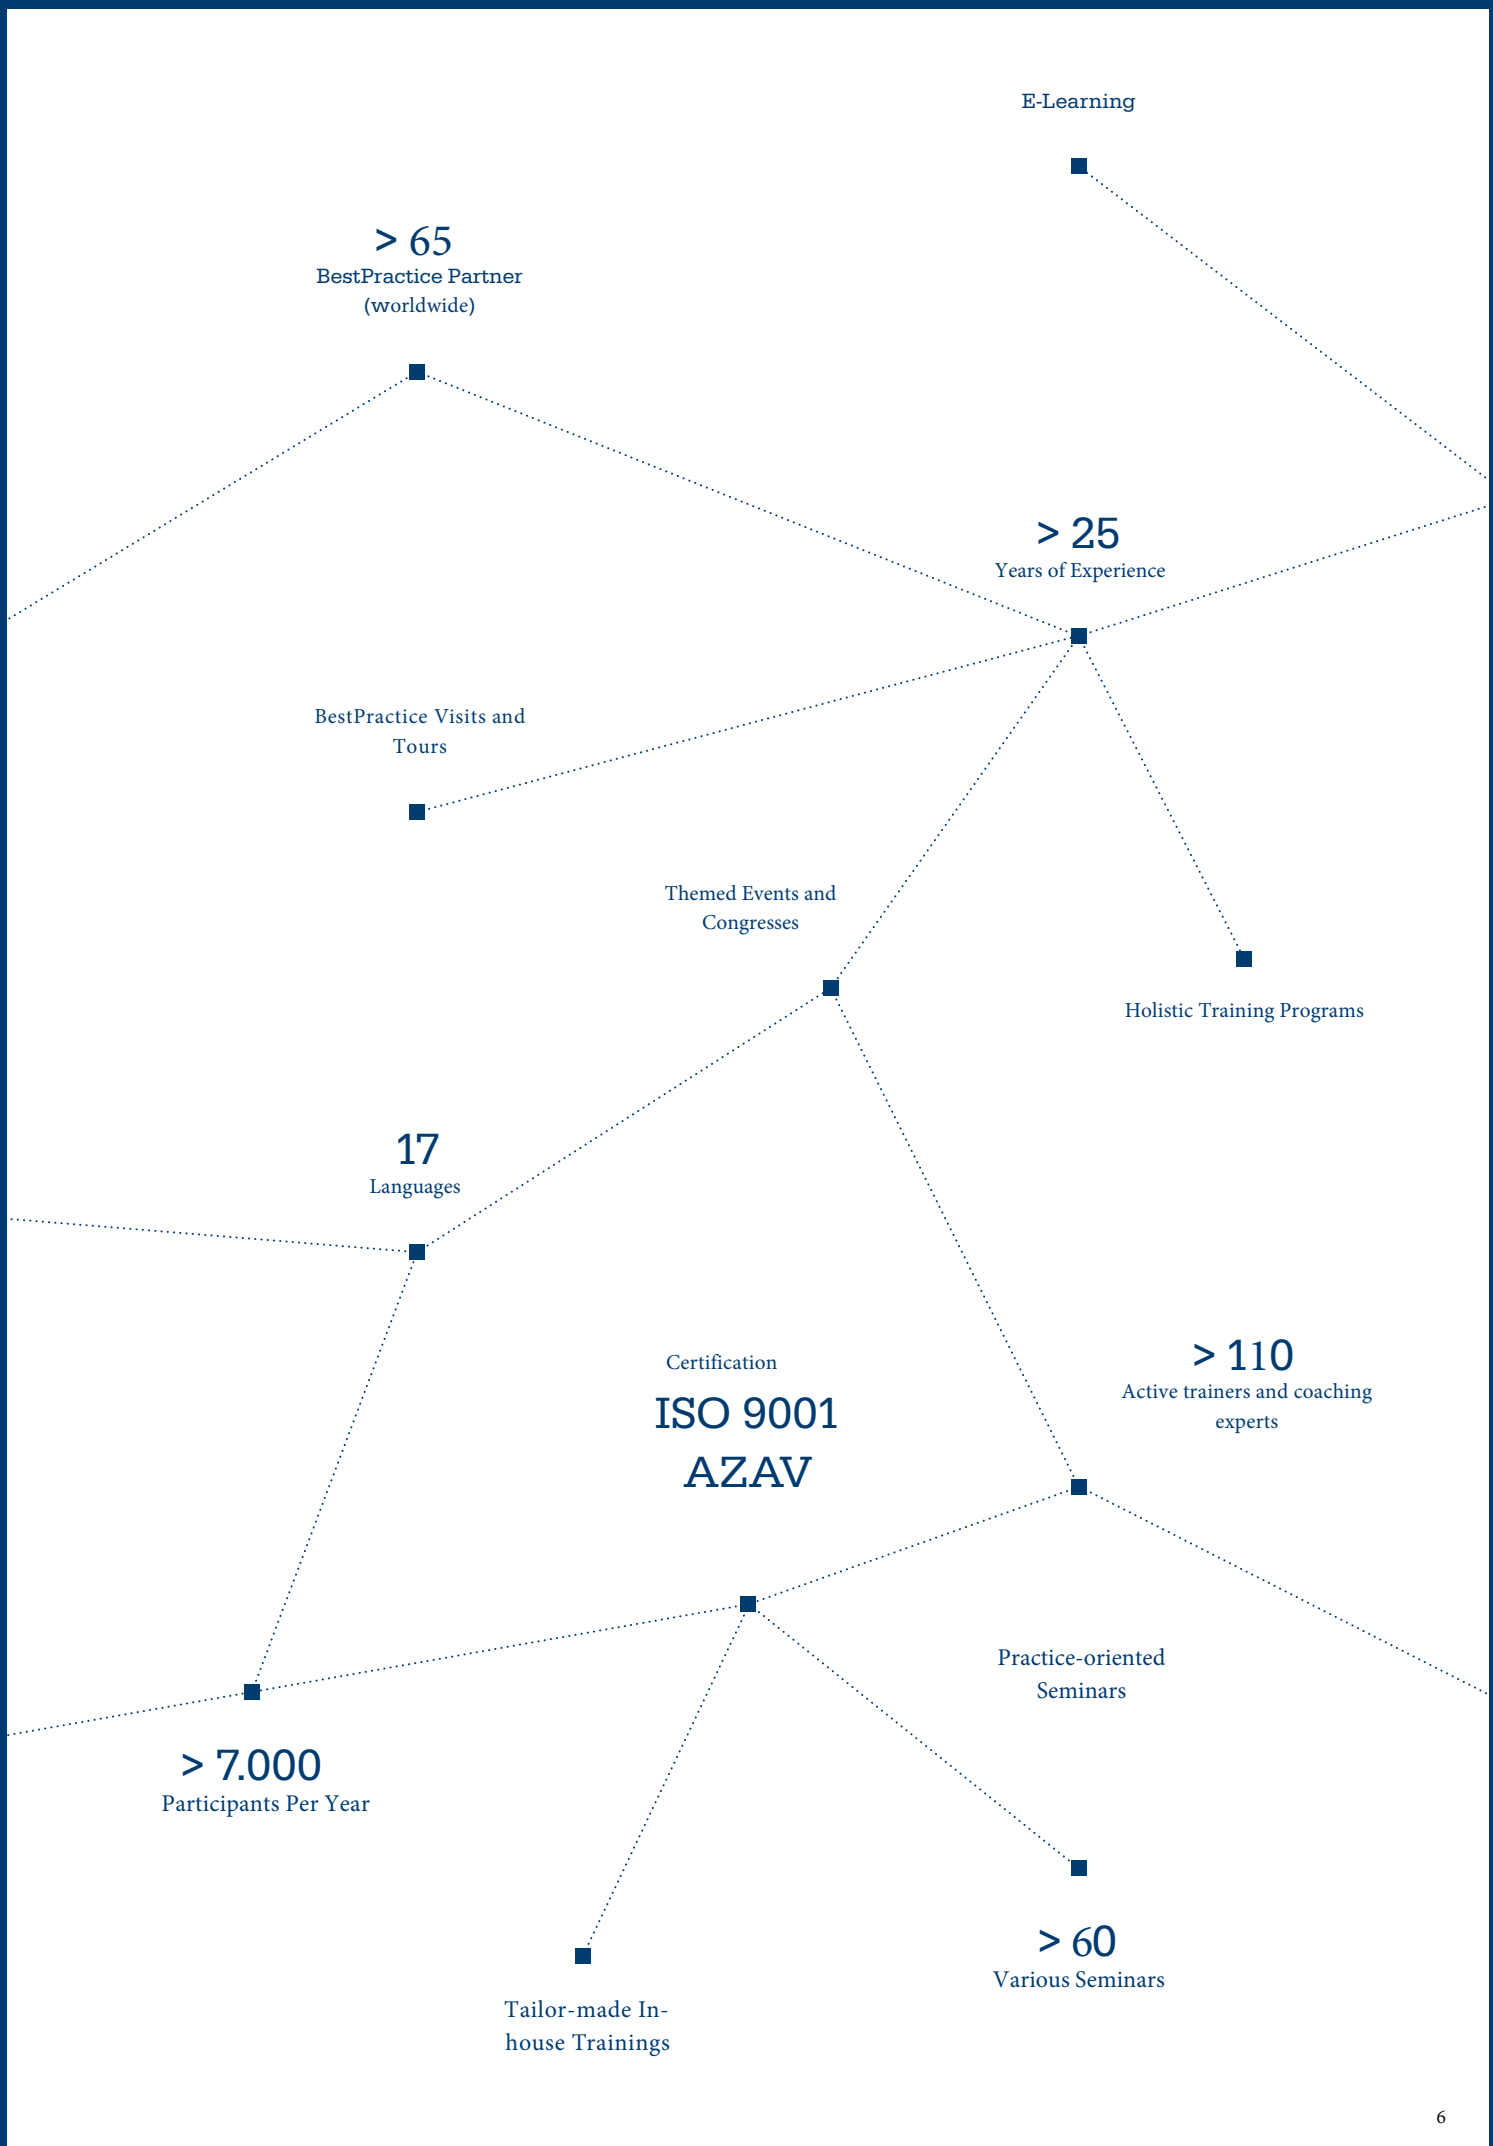 E-Learning
> 65
BestPractice Partner
(worldwide)
> 25
Years of Experience
BestPractice Visits and
Tours
Themed Events and
Congresses
Holistic Training Programs
17
Languages
> 110
Active trainers and coaching
experts
Certification
ISO 9001
AZAV
Practice-oriented
Seminars
> 7.000
Participants Per Year
> 60
Various Seminars
Tailor-made In-
house Trainings
6